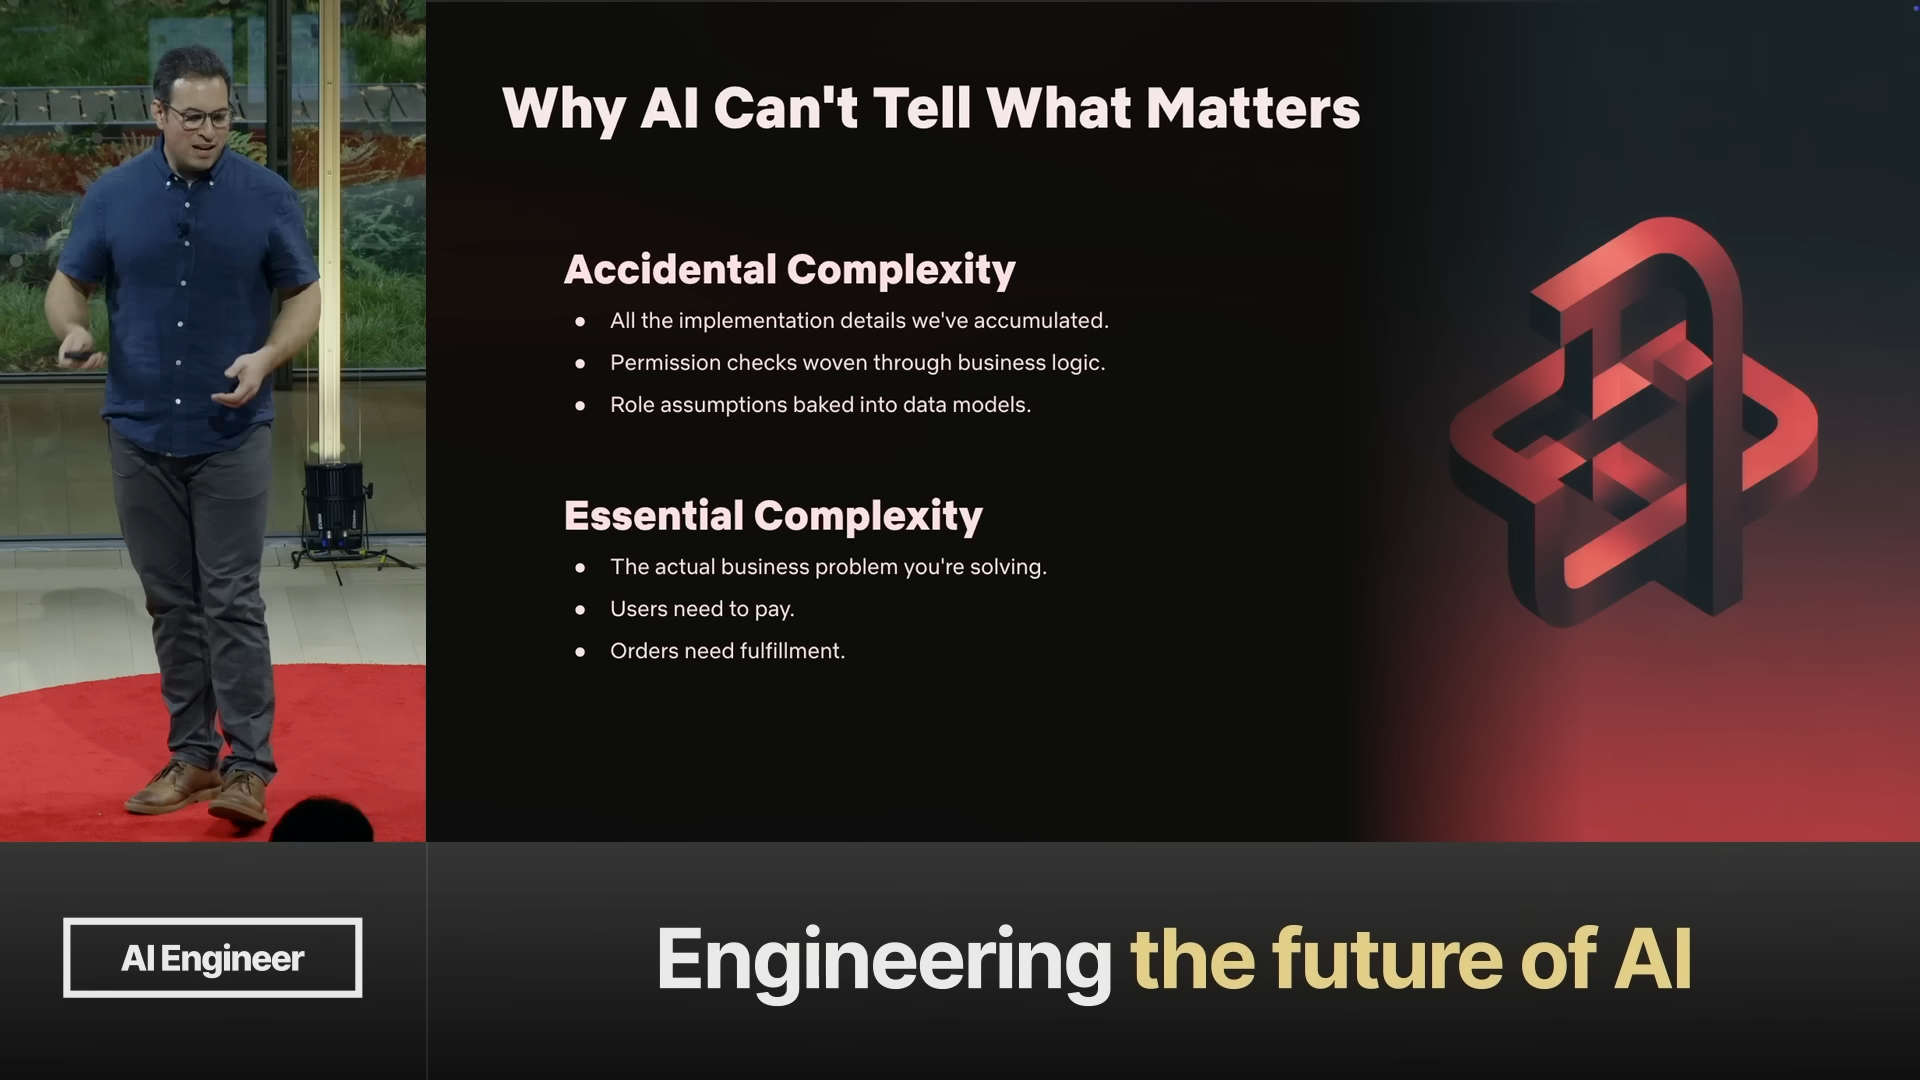 Why AI Can't Tell What Matters
Accidental Complexity
● All the implementation details we've accumulated.
● Permission checks woven through business logic.
● Role assumptions baked into data models.
Essential Complexity
● The actual business problem you're solving.
● Users need to pay.
● Orders need fulfillment.
AI Engineer
Engineering the future of AI